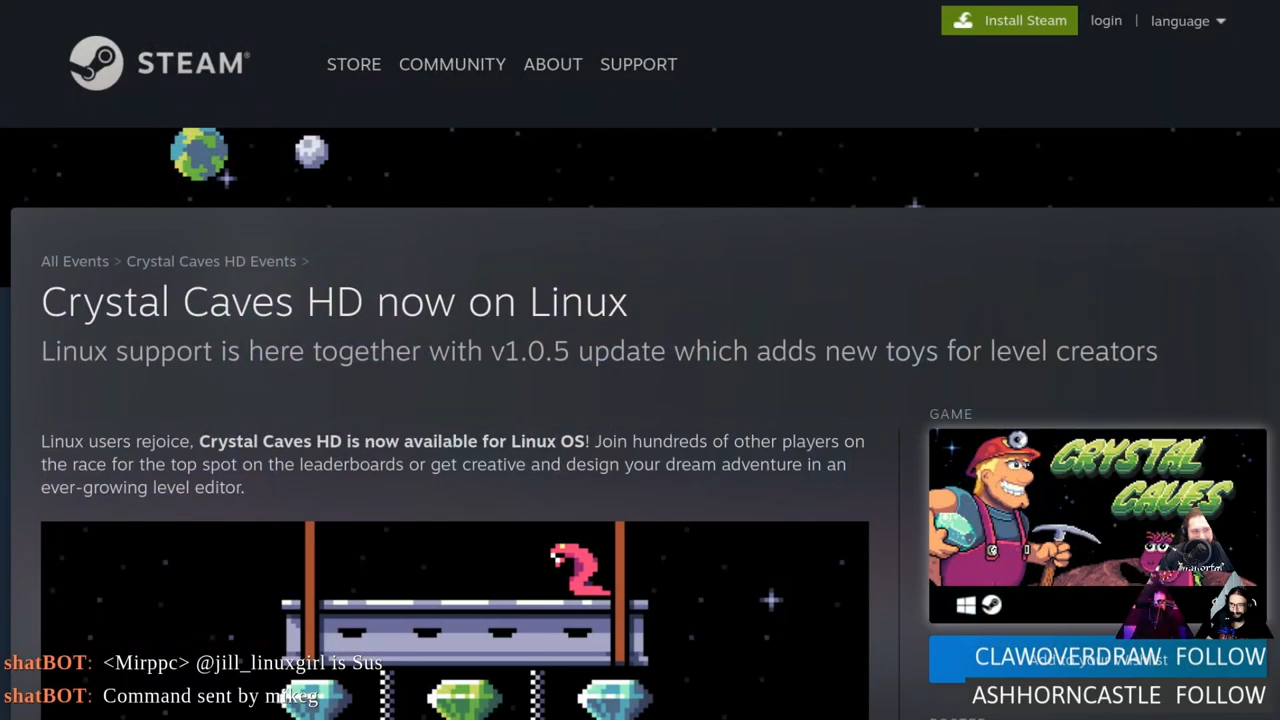 Install Steam login | language
STEAM®
STORE COMMUNITY ABOUT SUPPORT
All Events > Crystal Caves HD Events >
Crystal Caves HD now on Linux
Linux support is here together with v1.0.5 update which adds new toys for level creators
Linux users rejoice, Crystal Caves HD is now available for Linux OS! Join hundreds of other players on
the race for the top spot on the leaderboards or get creative and design your dream adventure in an
ever-growing level editor.
GAME
CRYSTAL
CAVES
shatBOT: <Mirppc> @jill_linuxgirl is Sus
shatBOT: Command sent by mikeg
CLAWOVERDRAW FOLLOW
ASHHORNCASTLE FOLLOW